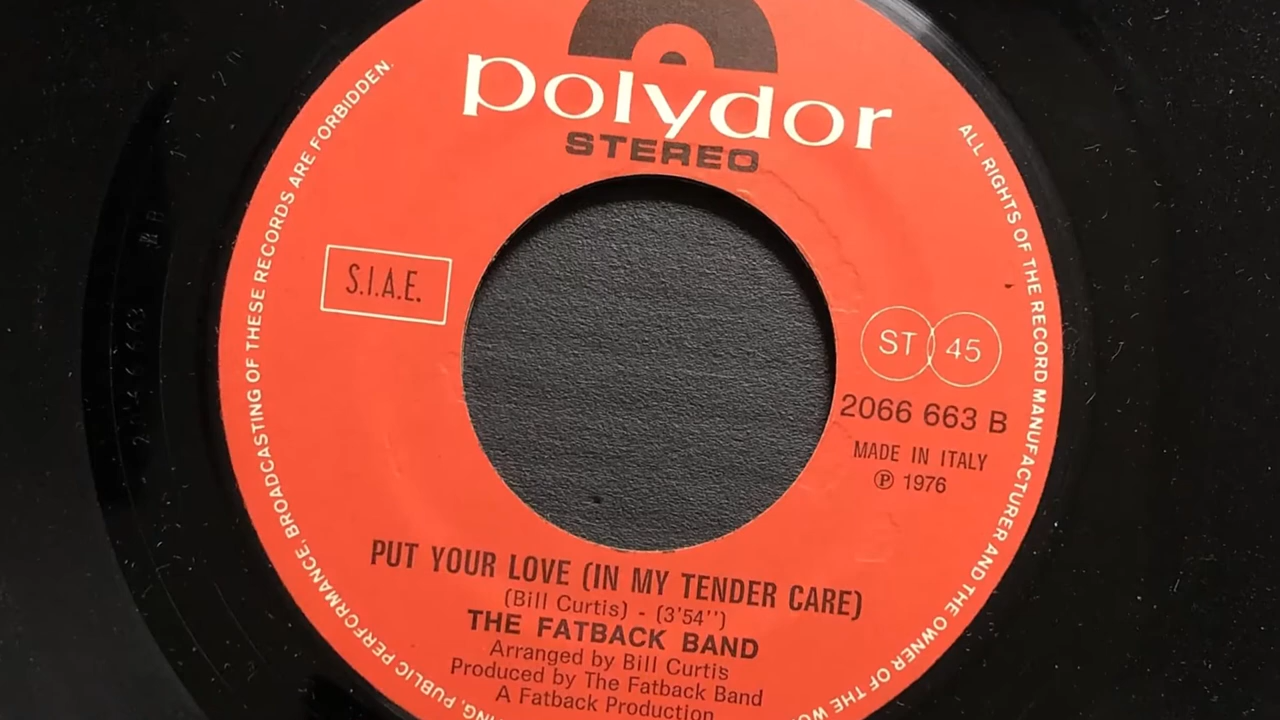 polydor
STEREO
S.I.A.E.
ST 45
2066 663 B
MADE IN ITALY
℗ 1976
PUT YOUR LOVE (IN MY TENDER CARE)
(Bill Curtis) - (3'54'')
THE FATBACK BAND
Arranged by Bill Curtis
Produced by The Fatback Band
A Fatback Production
ALL RIGHTS OF THE RECORD MANUFACTURER AND THE OWNER OF THE
PUBLIC PERFORMANCE, BROADCASTING OF THESE RECORDS ARE FORBIDDEN.